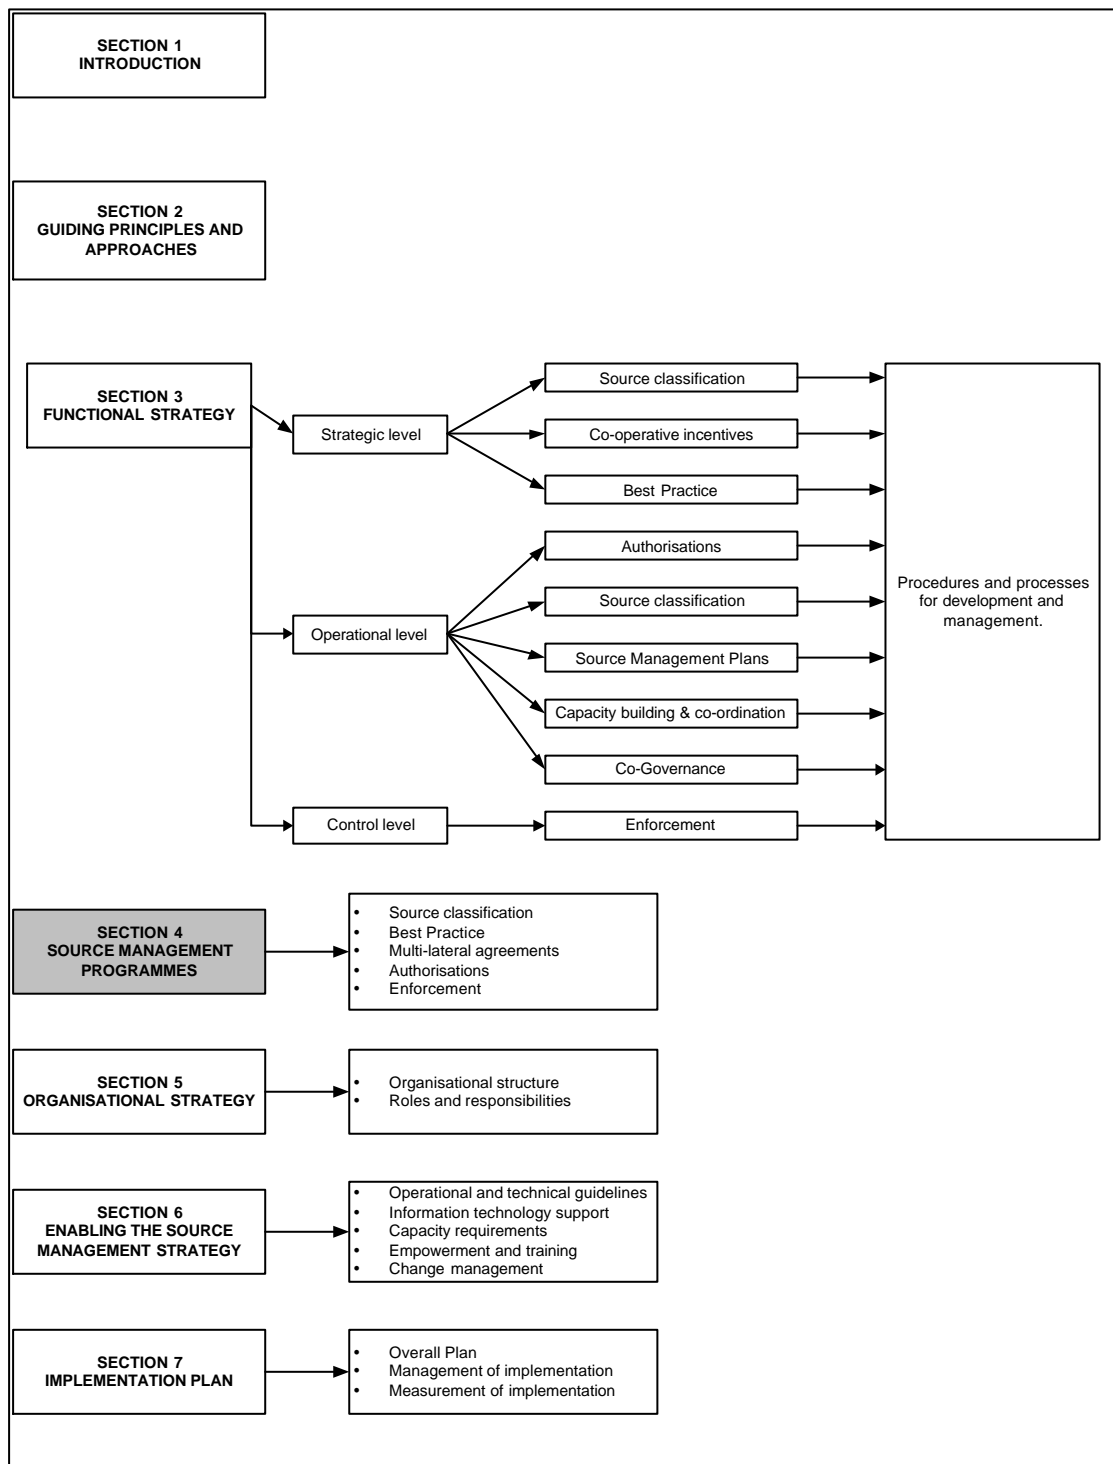 SECTION 1
INTRODUCTION
SECTION 2
GUIDING PRINCIPLES AND
APPROACHES
SECTION 3
FUNCTIONAL STRATEGY
Strategic level
Source classification
Co-operative incentives
Best Practice
Operational level
Authorisations
Source classification
Source Management Plans
Capacity building & co-ordination
Co-Governance
Control level
Enforcement
Procedures and processes
for development and
management.
SECTION 4
SOURCE MANAGEMENT
PROGRAMMES
• Source classification
• Best Practice
• Multi-lateral agreements
• Authorisations
• Enforcement
SECTION 5
ORGANISATIONAL STRATEGY
• Organisational structure
• Roles and responsibilities
SECTION 6
ENABLING THE SOURCE
MANAGEMENT STRATEGY
• Operational and technical guidelines
• Information technology support
• Capacity requirements
• Empowerment and training
• Change management
SECTION 7
IMPLEMENTATION PLAN
• Overall Plan
• Management of implementation
• Measurement of implementation